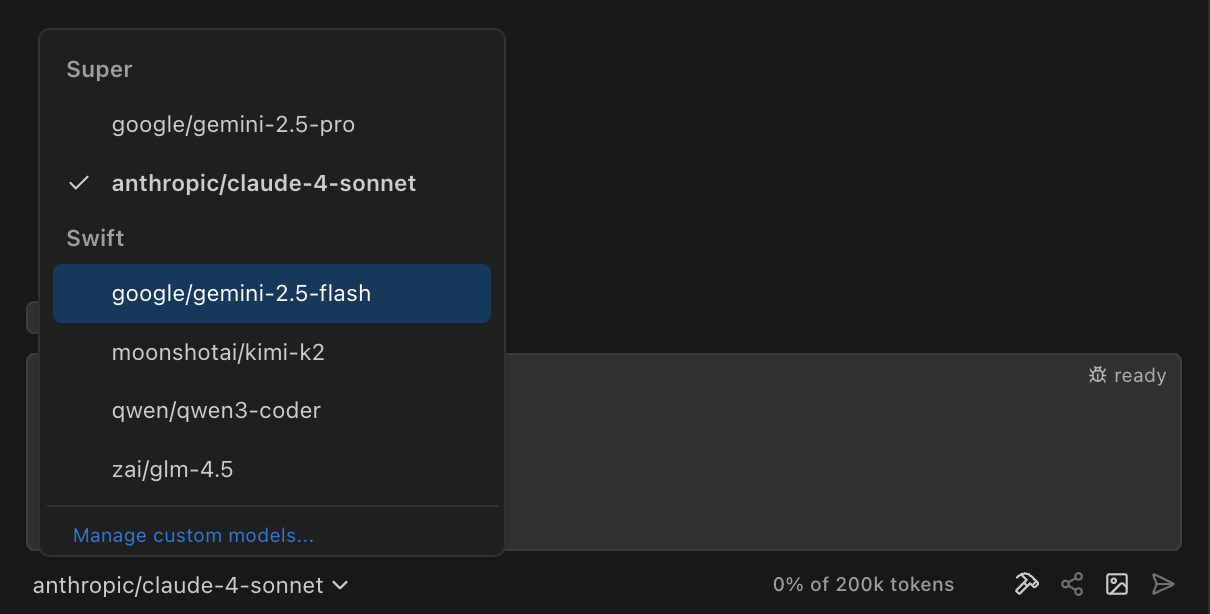 Super
google/gemini-2.5-pro
anthropic/claude-4-sonnet
Swift
google/gemini-2.5-flash
moonshotai/kimi-k2
qwen/qwen3-coder
zai/glm-4.5
Manage custom models...
ready
anthropic/claude-4-sonnet
0% of 200k tokens